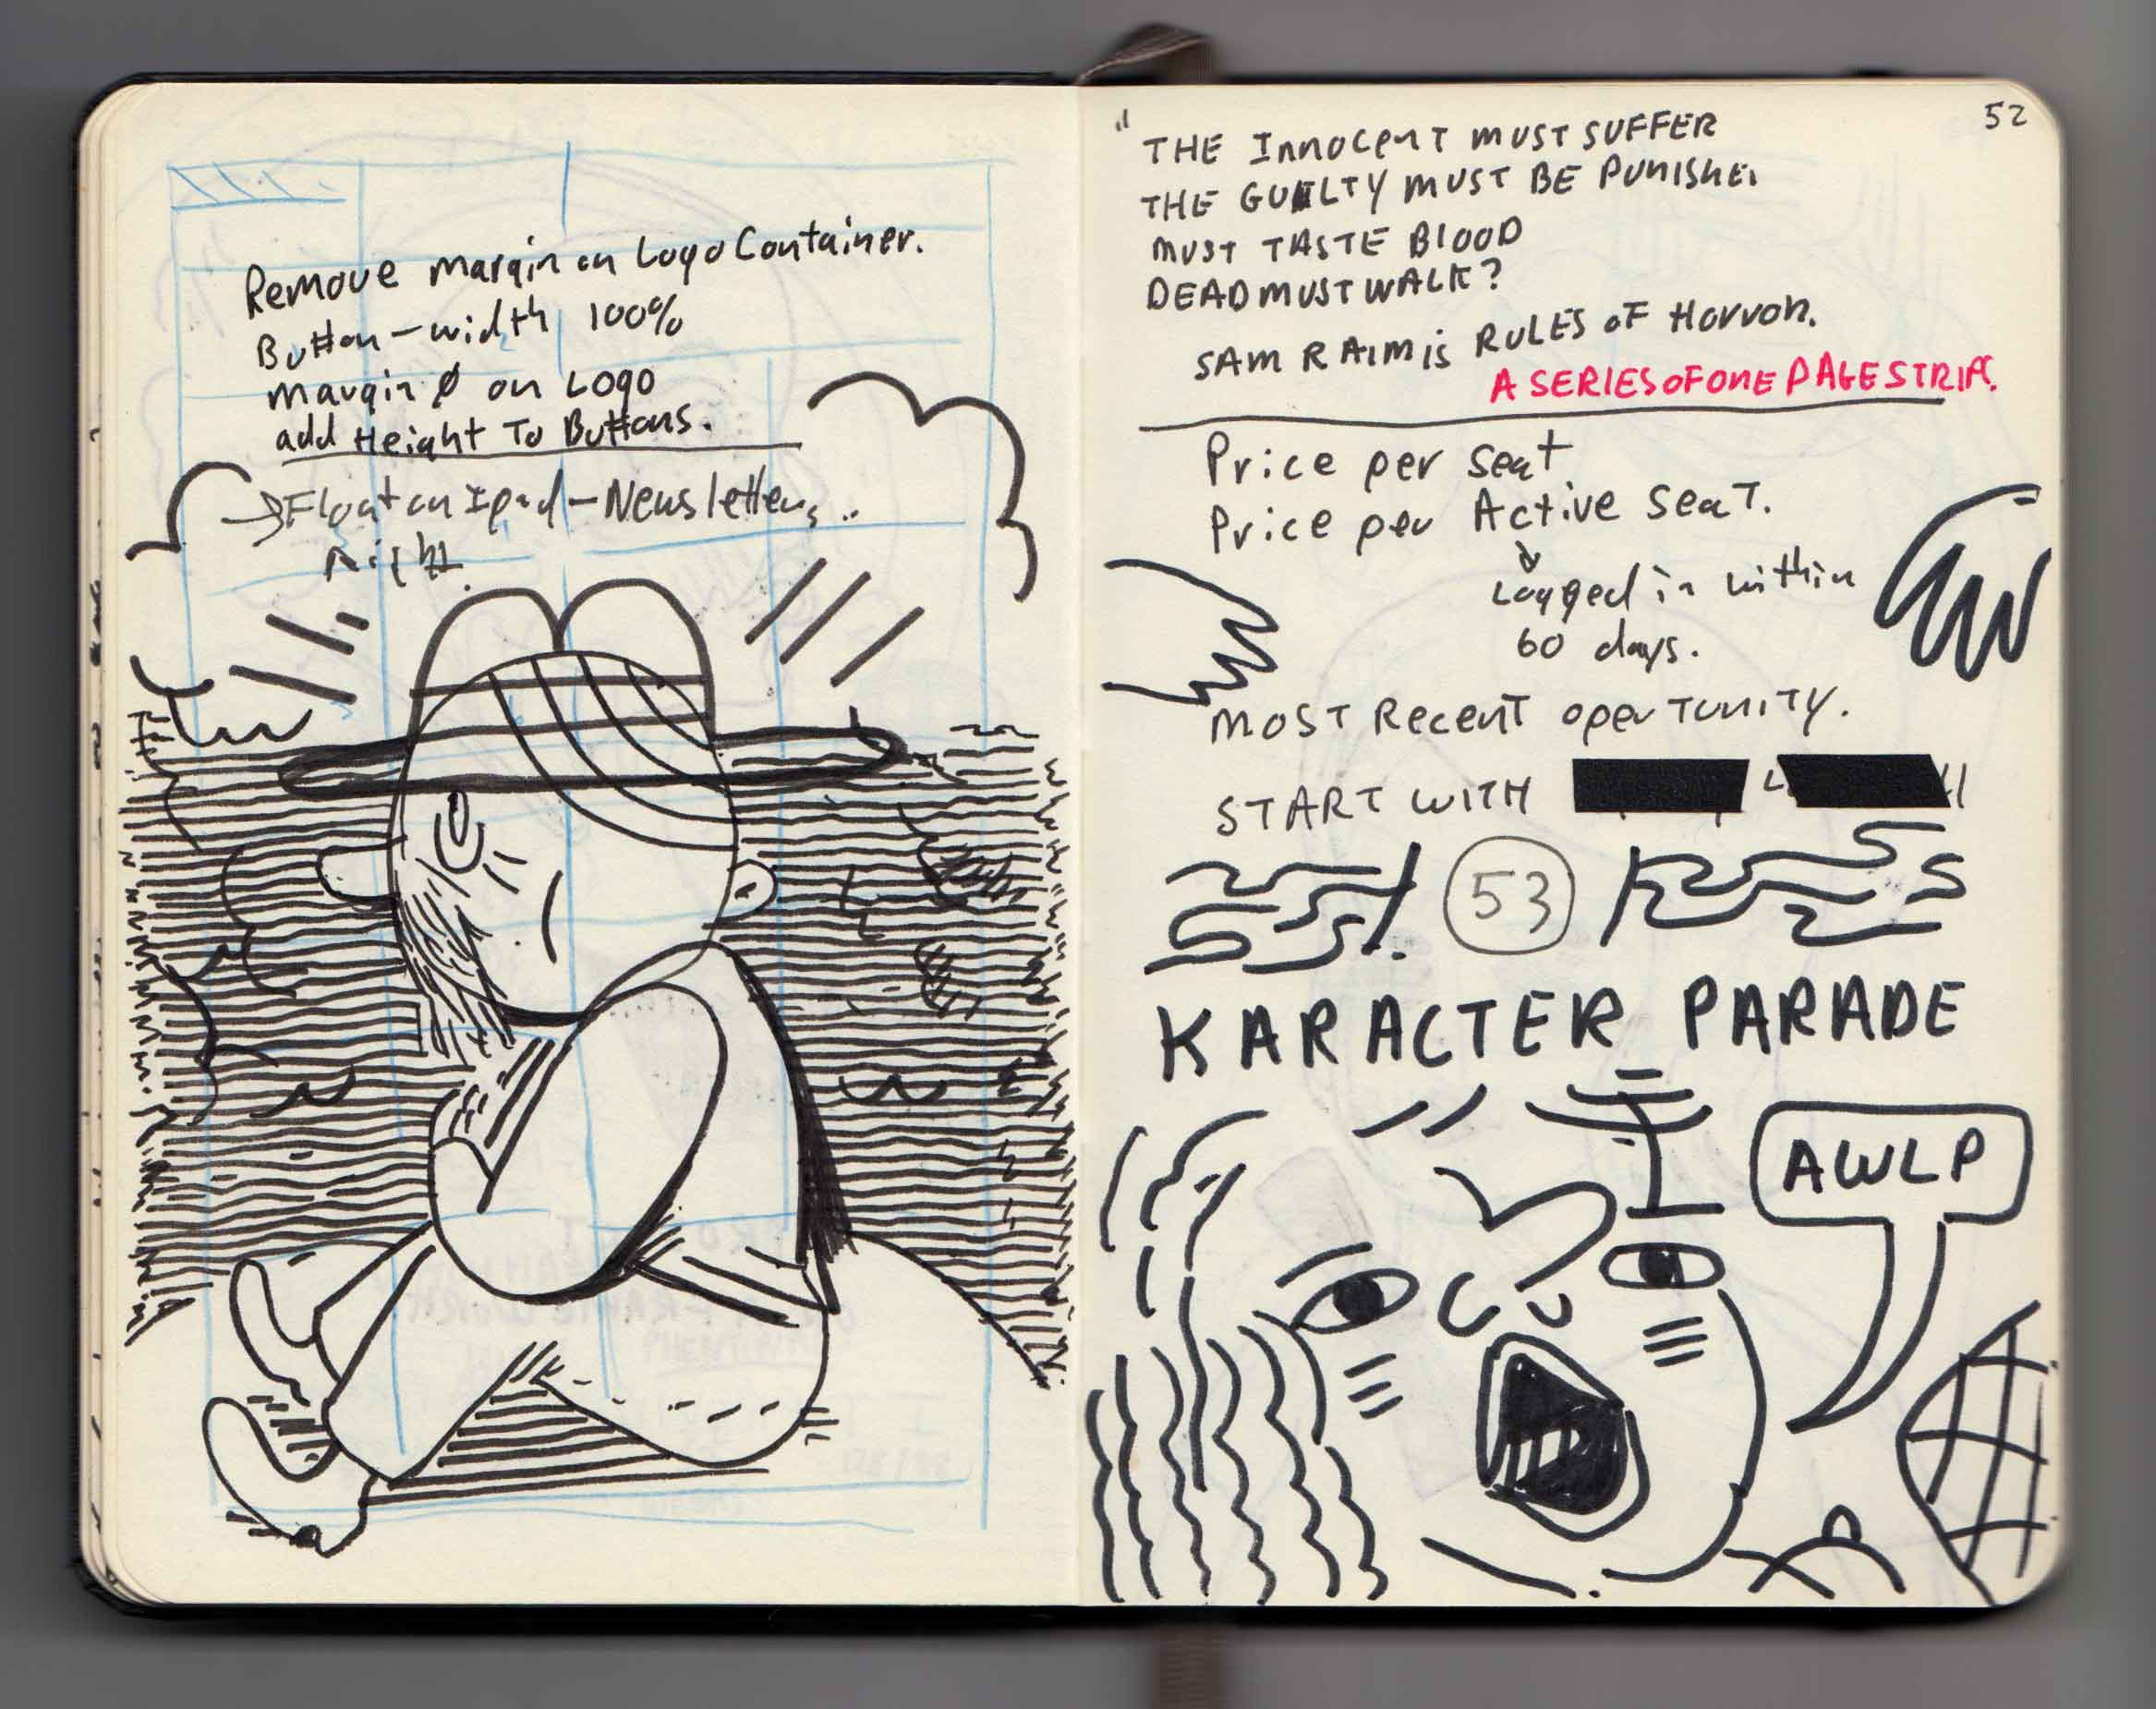 Remove margin on Logo Container.
Button-width 100%
margin 0 on Logo
add Height To Buttons.
→Float on Ipad-Newsletters..
Right.
52
"THE InnoCenT MUST SUFFER
THE GUILTY MUST BE PUNISHE
MUST TASTE BlOOD
DEAD MUST WALK?
SAM RAIMIs RULES OF HorroR.
A SERIES OF ONE PAGE STRIPS.
Price per Seat
Price per Active Seat.
Logged in within
60 days.
MOST Recent operTuniTY.
START WITH
53
KARACTER PARADE
AWLP